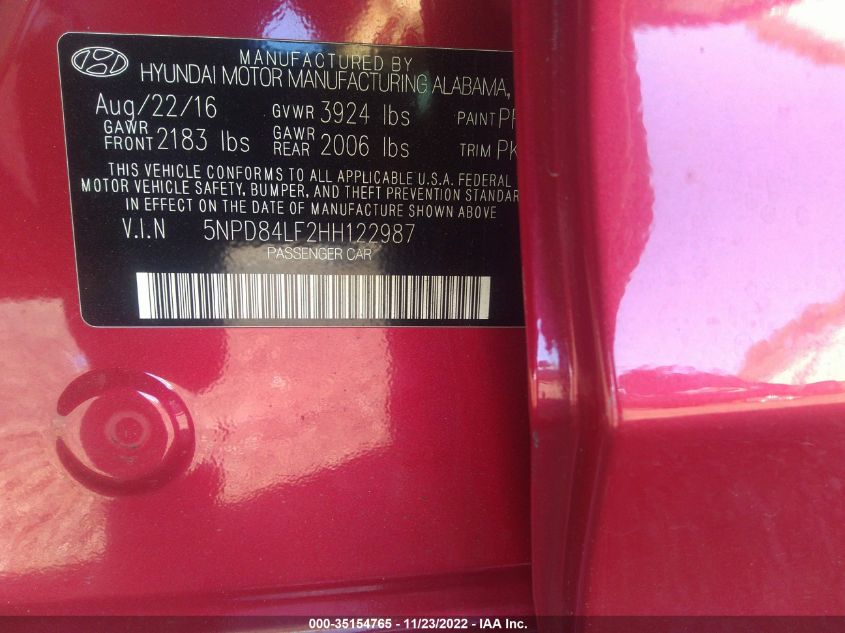 MANUFACTURED BY
HYUNDAI MOTOR MANUFACTURING ALABAMA,
Aug/22/16 GVWR 3924 lbs PAINT
GAWR FRONT 2183 lbs GAWR REAR 2006 lbs TRIM
THIS VEHICLE CONFORMS TO ALL APPLICABLE U.S.A. FEDERAL
MOTOR VEHICLE SAFETY, BUMPER, AND THEFT PREVENTION STANDAR
IN EFFECT ON THE DATE OF MANUFACTURE SHOWN ABOVE
V.I.N 5NPD84LF2HH122987
PASSENGER CAR
000-35154765 - 11/23/2022 - IAA Inc.